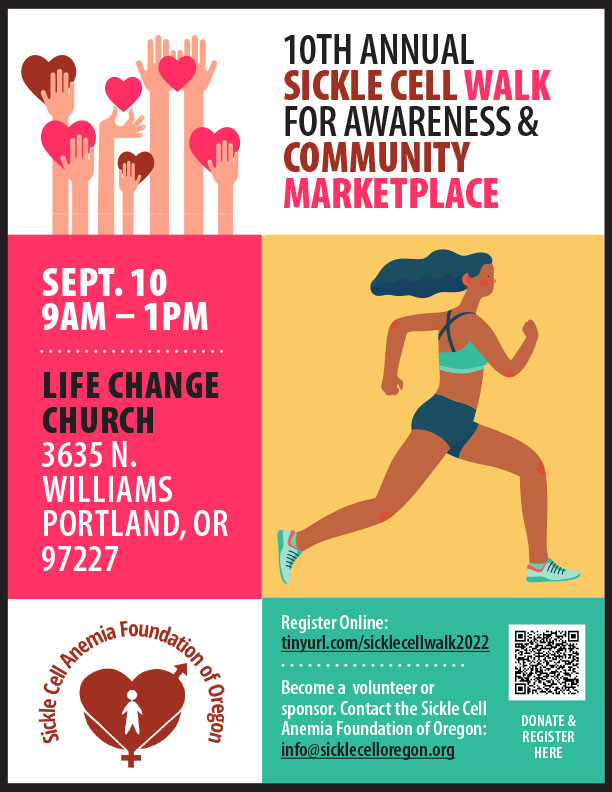 10TH ANNUAL
SICKLE CELL WALK
FOR AWARENESS &
COMMUNITY
MARKETPLACE
SEPT. 10
9AM – 1PM
LIFE CHANGE
CHURCH
3635 N.
WILLIAMS
PORTLAND, OR
97227
Sickle Cell Anemia Foundation of Oregon
Register Online:
tinyurl.com/sicklecellwalk2022
Become a volunteer or
sponsor. Contact the Sickle Cell
Anemia Foundation of Oregon:
info@sicklecelloregon.org
DONATE &
REGISTER
HERE